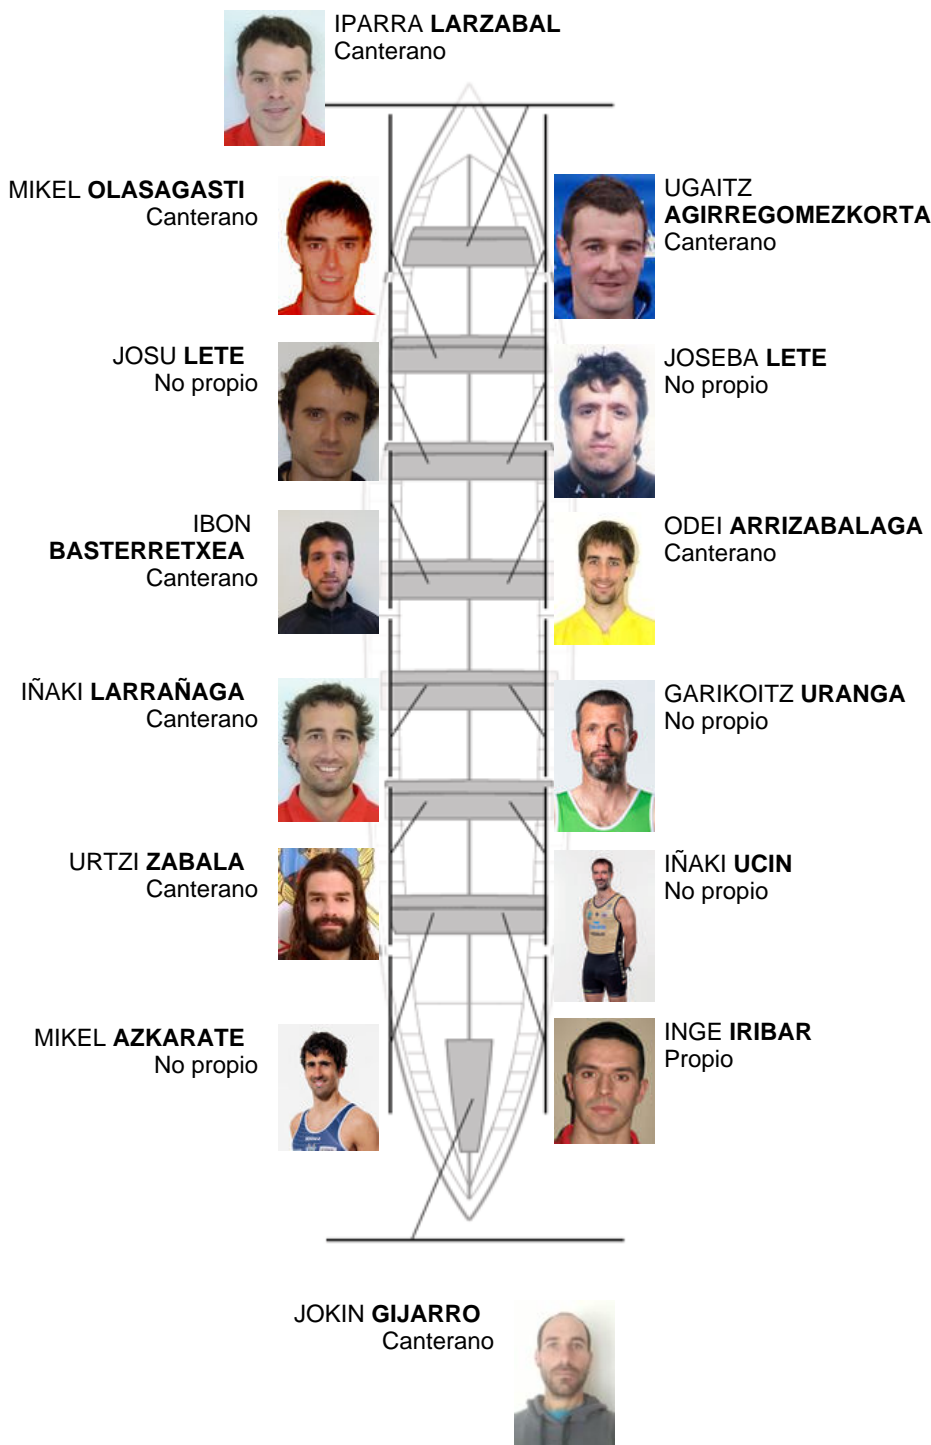 IPARRA LARZABAL
Canterano
MIKEL OLASAGASTI
Canterano
UGAITZ
AGIRREGOMEZKORTA
Canterano
JOSU LETE
No propio
JOSEBA LETE
No propio
IBON
BASTERRETXEA
Canterano
ODEI ARRIZABALAGA
Canterano
IÑAKI LARRAÑAGA
Canterano
GARIKOITZ URANGA
No propio
URTZI ZABALA
Canterano
IÑAKI UCIN
No propio
MIKEL AZKARATE
No propio
INGE IRIBAR
Propio
JOKIN GIJARRO
Canterano